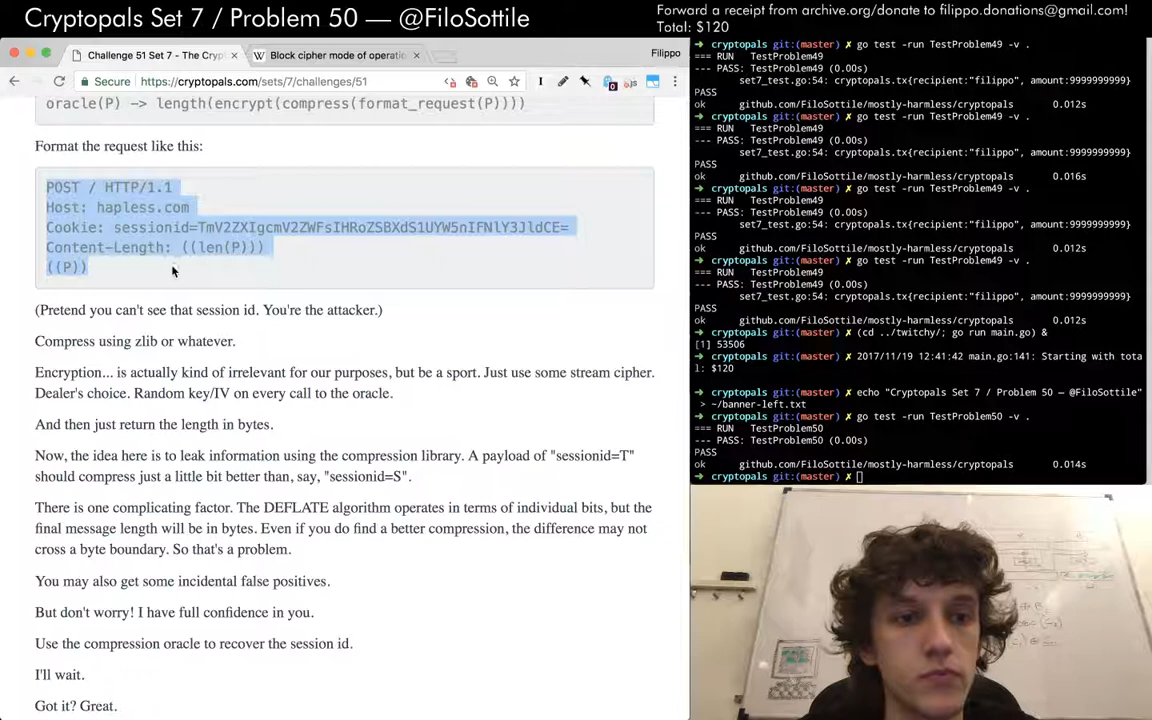 Cryptopals Set 7 / Problem 50 — @FiloSottile
Forward a receipt from archive.org/donate to filippo.donations@gmail.com!
Total: $120
Challenge 51 Set 7 - The Cryp
Block cipher mode of operatio
Filippo
Secure
https://cryptopals.com/sets/7/challenges/51
oracle(P) -> length(encrypt(compress(format_request(P))))
Format the request like this:
POST / HTTP/1.1
Host: hapless.com
Cookie: sessionid=TmV2ZXIgcmV2ZWFsIHRoZSBXdS1UYW5nIFNlY3JldCE=
Content-Length: ((len(P)))
((P))
(Pretend you can't see that session id. You're the attacker.)
Compress using zlib or whatever.
Encryption... is actually kind of irrelevant for our purposes, but be a sport. Just use some stream cipher.
Dealer's choice. Random key/IV on every call to the oracle.
And then just return the length in bytes.
Now, the idea here is to leak information using the compression library. A payload of "sessionid=T"
should compress just a little bit better than, say, "sessionid=S".
There is one complicating factor. The DEFLATE algorithm operates in terms of individual bits, but the
final message length will be in bytes. Even if you do find a better compression, the difference may not
cross a byte boundary. So that's a problem.
You may also get some incidental false positives.
But don't worry! I have full confidence in you.
Use the compression oracle to recover the session id.
I'll wait.
Got it? Great.
➜ cryptopals git:(master) ✗ go test -run TestProblem49 -v .
=== RUN TestProblem49
--- PASS: TestProblem49 (0.00s)
set7_test.go:54: cryptopals.tx{recipient:"filippo", amount:9999999999}
PASS
ok github.com/FiloSottile/mostly-harmless/cryptopals 0.012s
➜ cryptopals git:(master) ✗ go test -run TestProblem49 -v .
=== RUN TestProblem49
--- PASS: TestProblem49 (0.00s)
set7_test.go:54: cryptopals.tx{recipient:"filippo", amount:9999999999}
PASS
ok github.com/FiloSottile/mostly-harmless/cryptopals 0.016s
➜ cryptopals git:(master) ✗ go test -run TestProblem49 -v .
=== RUN TestProblem49
--- PASS: TestProblem49 (0.00s)
set7_test.go:54: cryptopals.tx{recipient:"filippo", amount:9999999999}
PASS
ok github.com/FiloSottile/mostly-harmless/cryptopals 0.012s
➜ cryptopals git:(master) ✗ go test -run TestProblem49 -v .
=== RUN TestProblem49
--- PASS: TestProblem49 (0.00s)
set7_test.go:54: cryptopals.tx{recipient:"filippo", amount:9999999999}
PASS
ok github.com/FiloSottile/mostly-harmless/cryptopals 0.012s
➜ cryptopals git:(master) ✗ (cd ../twitchy/; go run main.go) &
[1] 53506
➜ cryptopals git:(master) ✗ 2017/11/19 12:41:42 main.go:141: Starting with tota
l: $120
➜ cryptopals git:(master) ✗ echo "Cryptopals Set 7 / Problem 50 — @FiloSottile"
> ~/banner-left.txt
➜ cryptopals git:(master) ✗ go test -run TestProblem50 -v .
=== RUN TestProblem50
--- PASS: TestProblem50 (0.00s)
PASS
ok github.com/FiloSottile/mostly-harmless/cryptopals 0.014s
➜ cryptopals git:(master) ✗